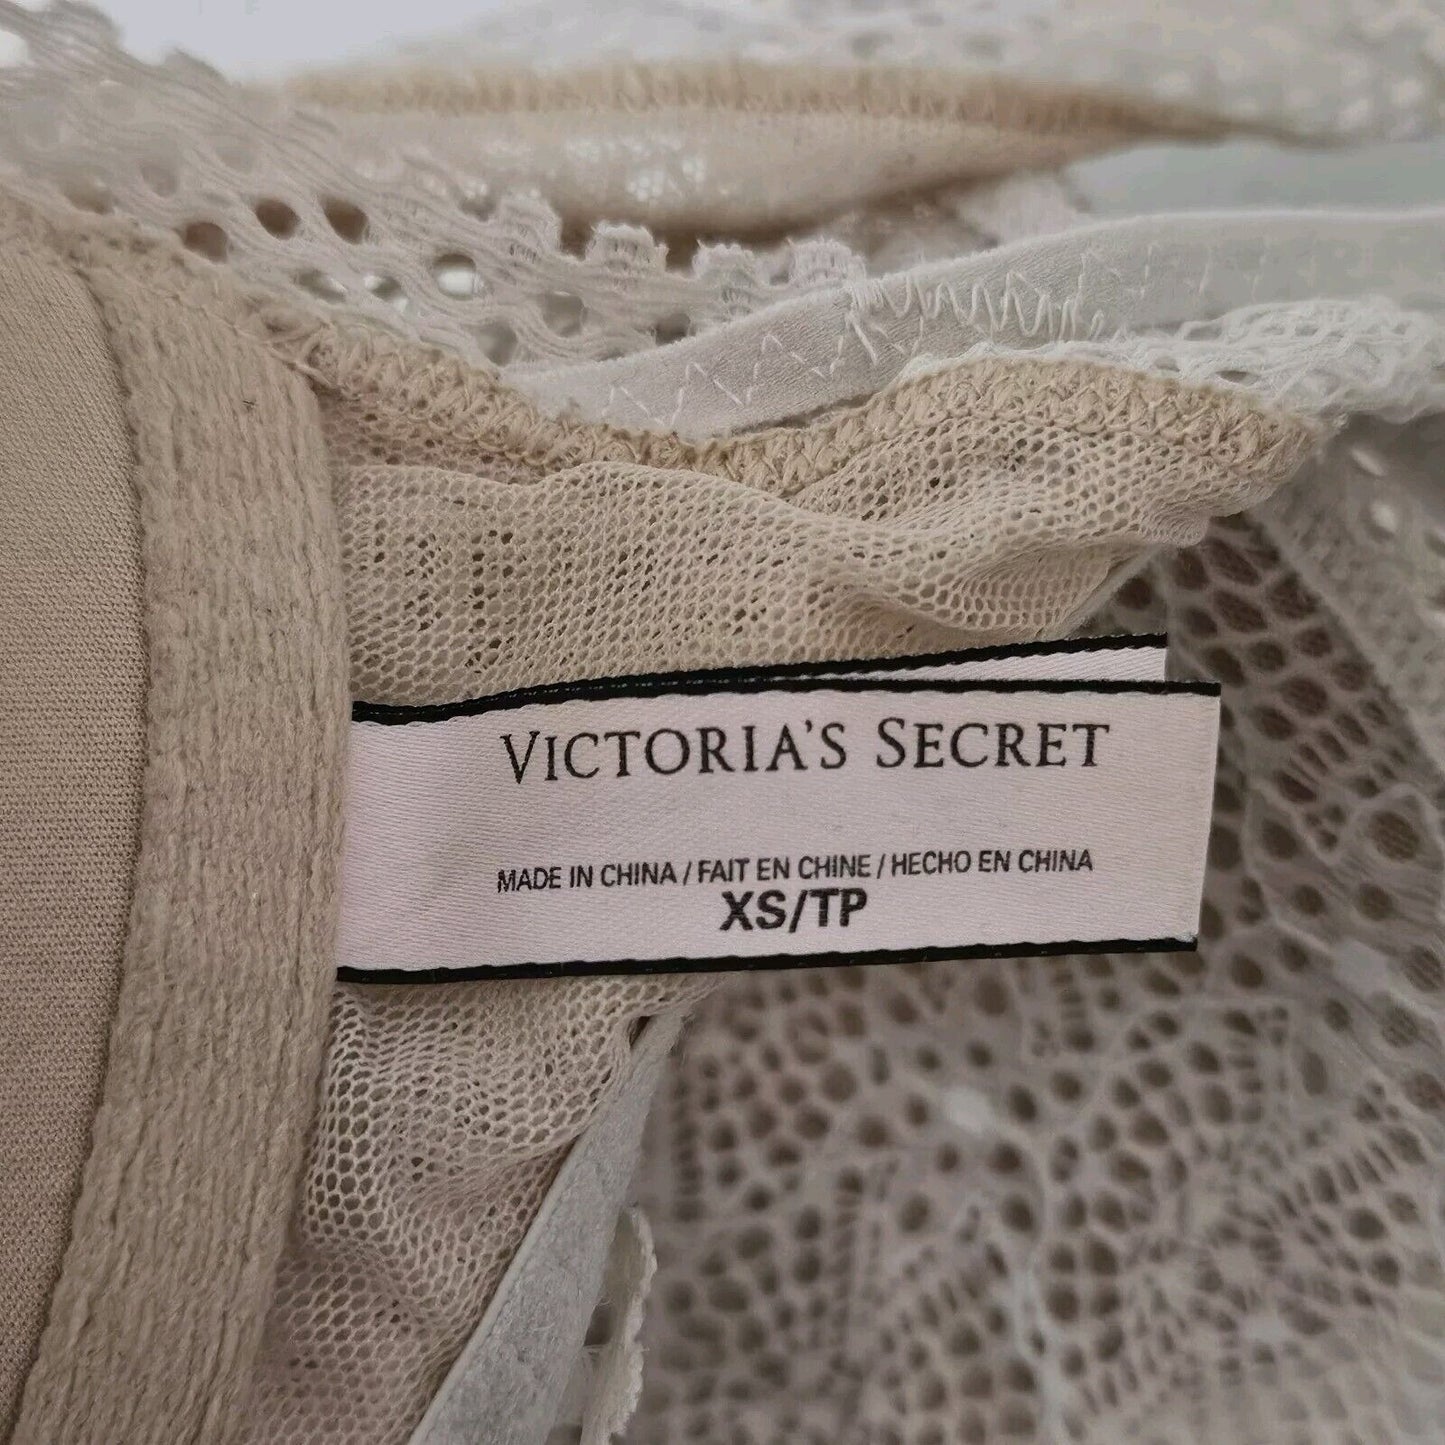 VICTORIA'S SECRET
MADE IN CHINA / FAIT EN CHINE / HECHO EN CHINA
XS/TP